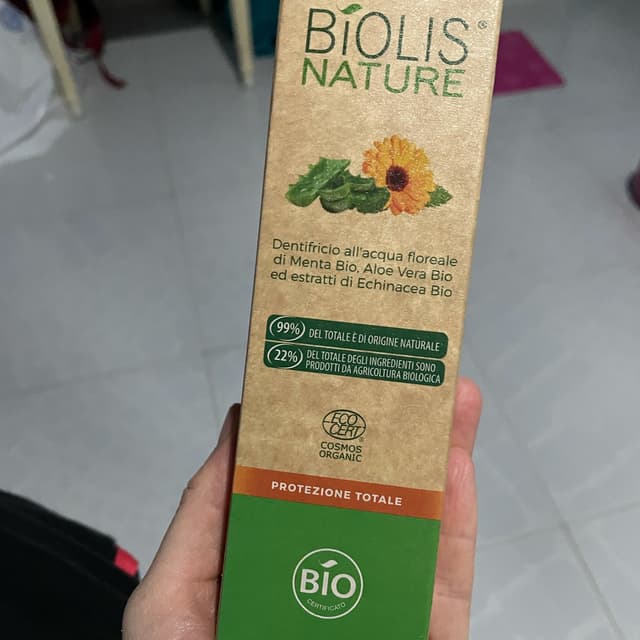 BiOLIS®
NATURE
Dentifricio all'acqua floreale
di Menta Bio, Aloe Vera Bio
ed estratti di Echinacea Bio
99% DEL TOTALE È DI ORIGINE NATURALE
22% DEL TOTALE DEGLI INGREDIENTI SONO
PRODOTTI DA AGRICOLTURA BIOLOGICA
ECO
CERT®
COSMOS
ORGANIC
PROTEZIONE TOTALE
BIO
CERTIFICATO